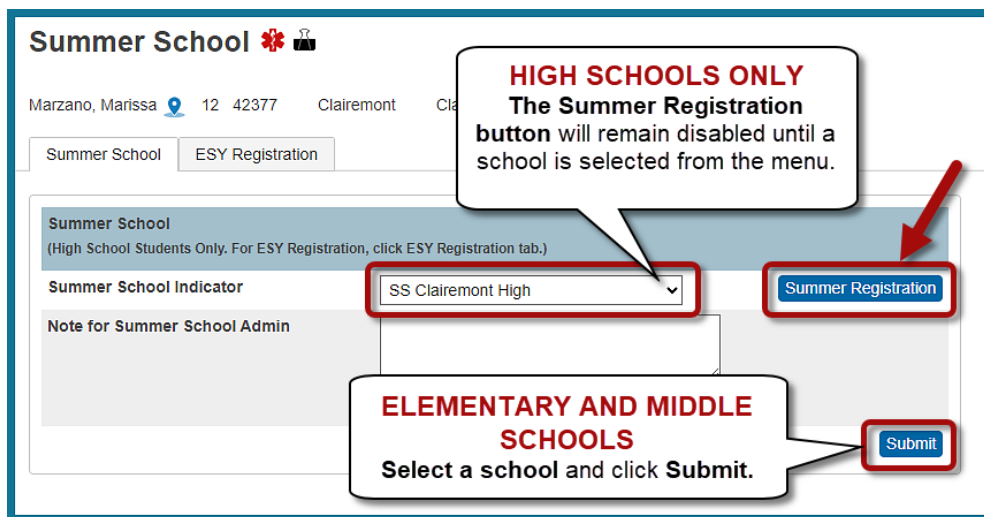 Summer School
HIGH SCHOOLS ONLY
The Summer Registration
button will remain disabled until a
school is selected from the menu.
Marzano, Marissa 12 42377 Clairemont
Summer School ESY Registration
Summer School
(High School Students Only. For ESY Registration, click ESY Registration tab.)
Summer School Indicator SS Clairemont High Summer Registration
Note for Summer School Admin
ELEMENTARY AND MIDDLE
SCHOOLS
Select a school and click Submit.
Submit